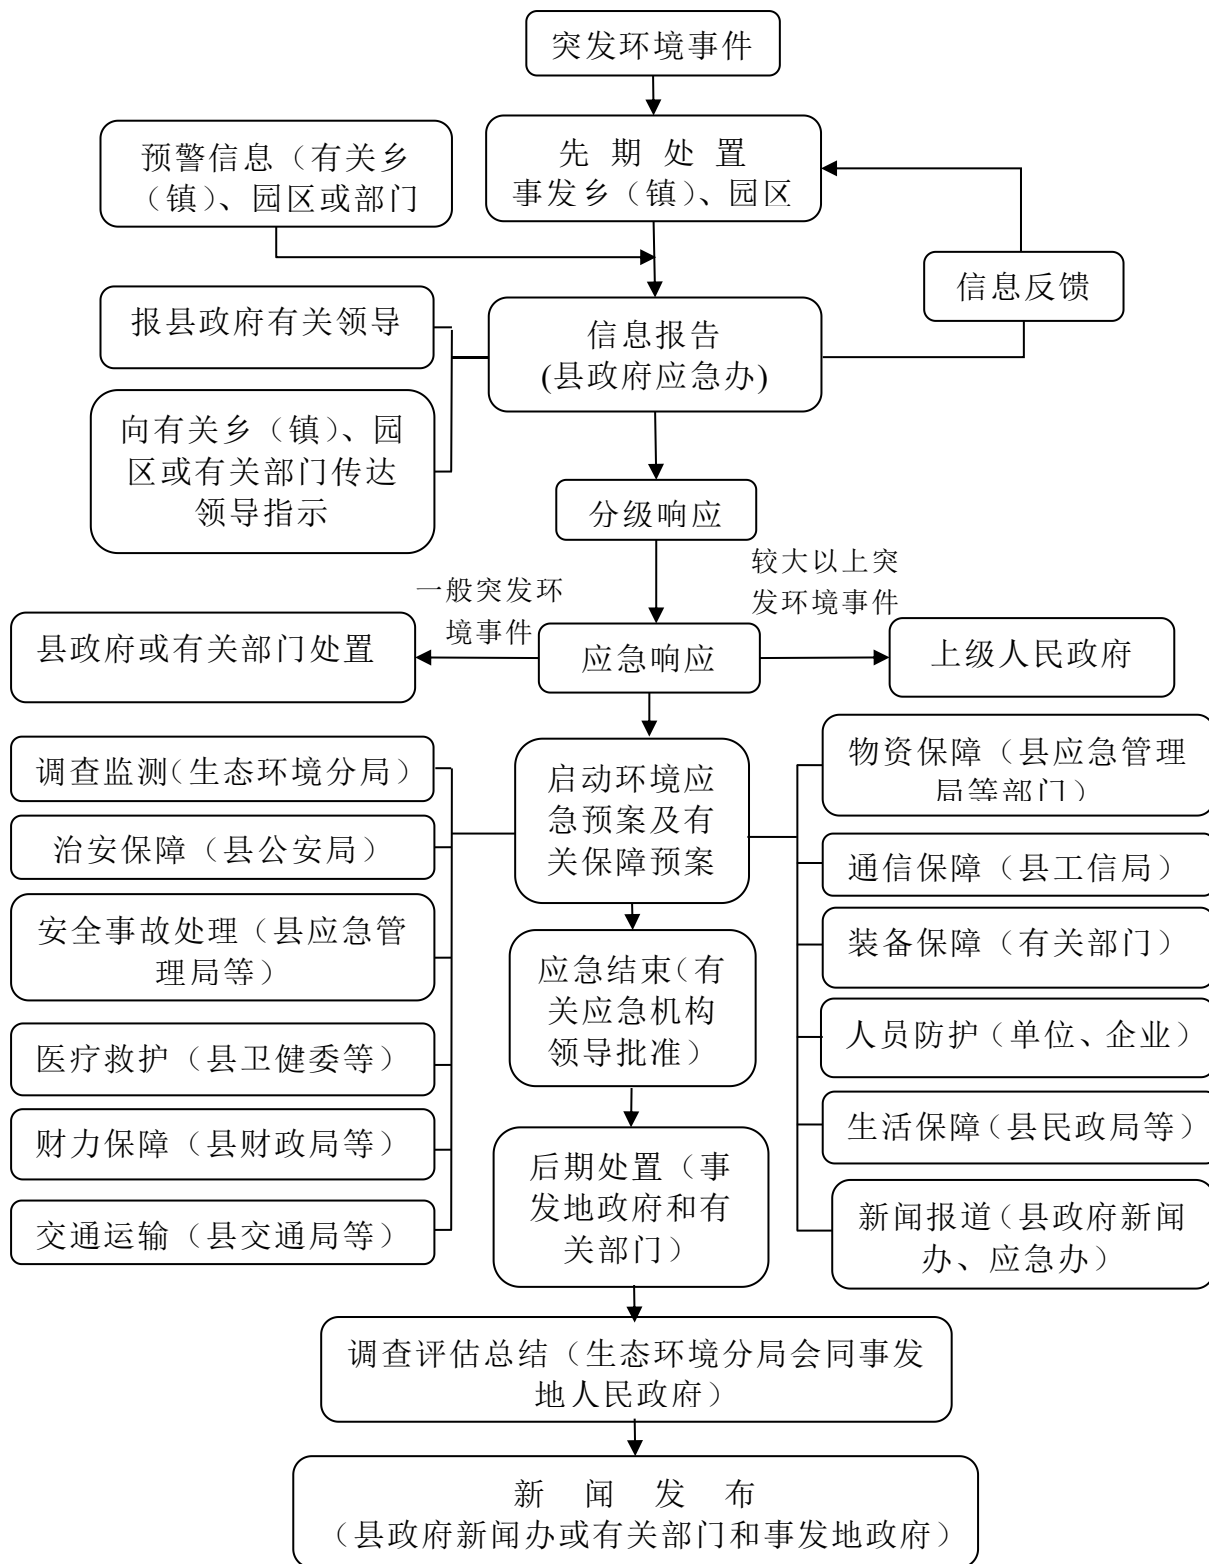 突发环境事件
先 期 处 置
事发乡（镇）、园区
预警信息（有关乡
（镇）、园区或部门
信息反馈
报县政府有关领导
信息报告
(县政府应急办)
向有关乡（镇）、园
区或有关部门传达
领导指示
分级响应
一般突发环
境事件
较大以上突
发环境事件
县政府或有关部门处置
应急响应
上级人民政府
调查监测(生态环境分局）
治安保障（县公安局）
安全事故处理（县应急管
理局等）
医疗救护（县卫健委等）
财力保障（县财政局等）
交通运输（县交通局等）
启动环境应
急预案及有
关保障预案
应急结束(有
关应急机构
领导批准）
后期处置（事
发地政府和有
关部门）
物资保障（县应急管理
局等部门）
通信保障（县工信局）
装备保障（有关部门）
人员防护（单位、企业）
生活保障(县民政局等）
新闻报道(县政府新闻
办、应急办）
调查评估总结（生态环境分局会同事发
地人民政府）
新 闻 发 布
（县政府新闻办或有关部门和事发地政府）